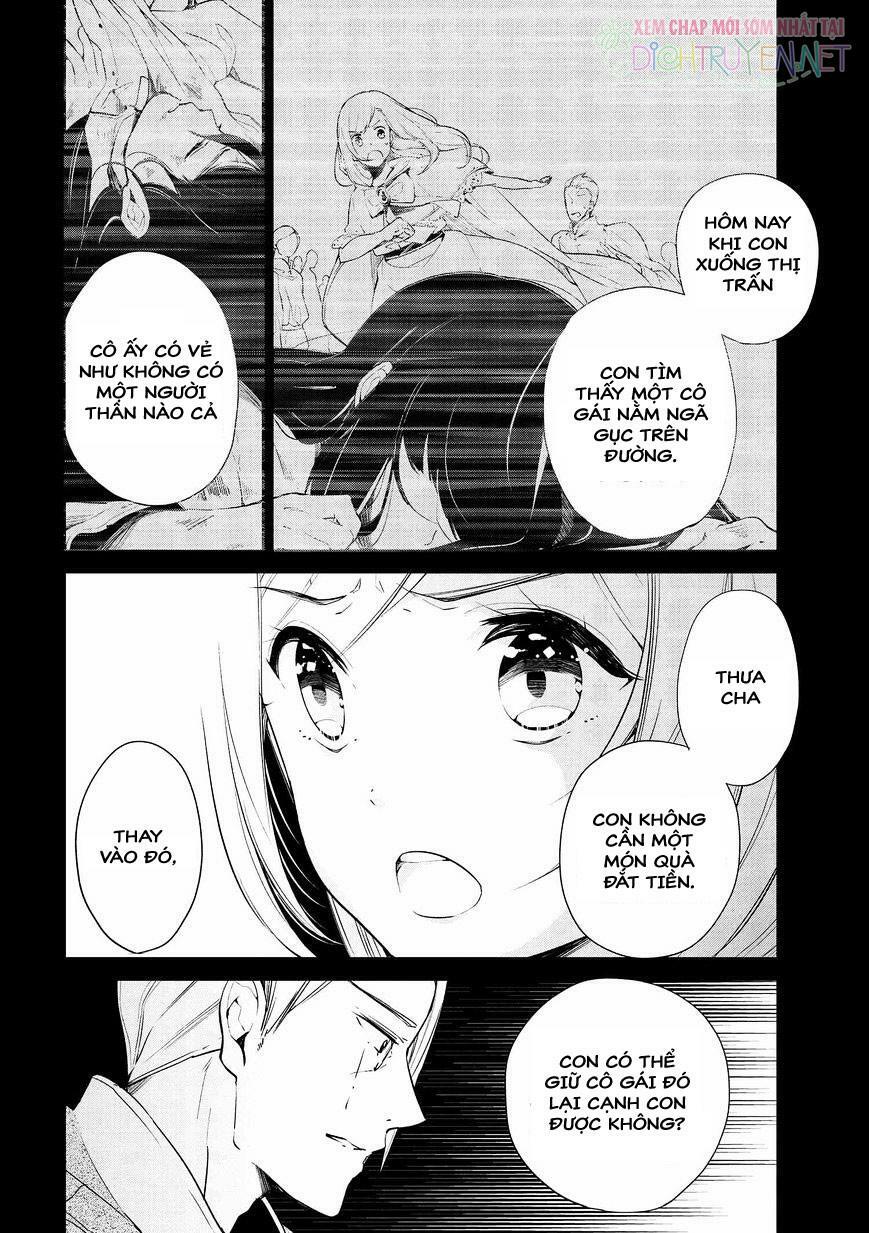 XEM CHAP MỚI SỚM NHẤT TẠI
DICHTRUYEN.NET
HÔM NAY
KHI CON
XUỐNG THỊ
TRẤN
CON TÌM
THẤY MỘT CÔ
GÁI NẰM NGÃ
GỤC TRÊN
ĐƯỜNG.
CÔ ẤY CÓ VẺ
NHƯ KHÔNG CÓ
MỘT NGƯỜI
THÂN NÀO CẢ
THƯA
CHA
CON KHÔNG
CẦN MỘT
MÓN QUÀ
ĐẮT TIỀN.
THAY
VÀO ĐÓ,
CON CÓ THỂ
GIỮ CÔ GÁI ĐÓ
LẠI CẠNH CON
ĐƯỢC KHÔNG?